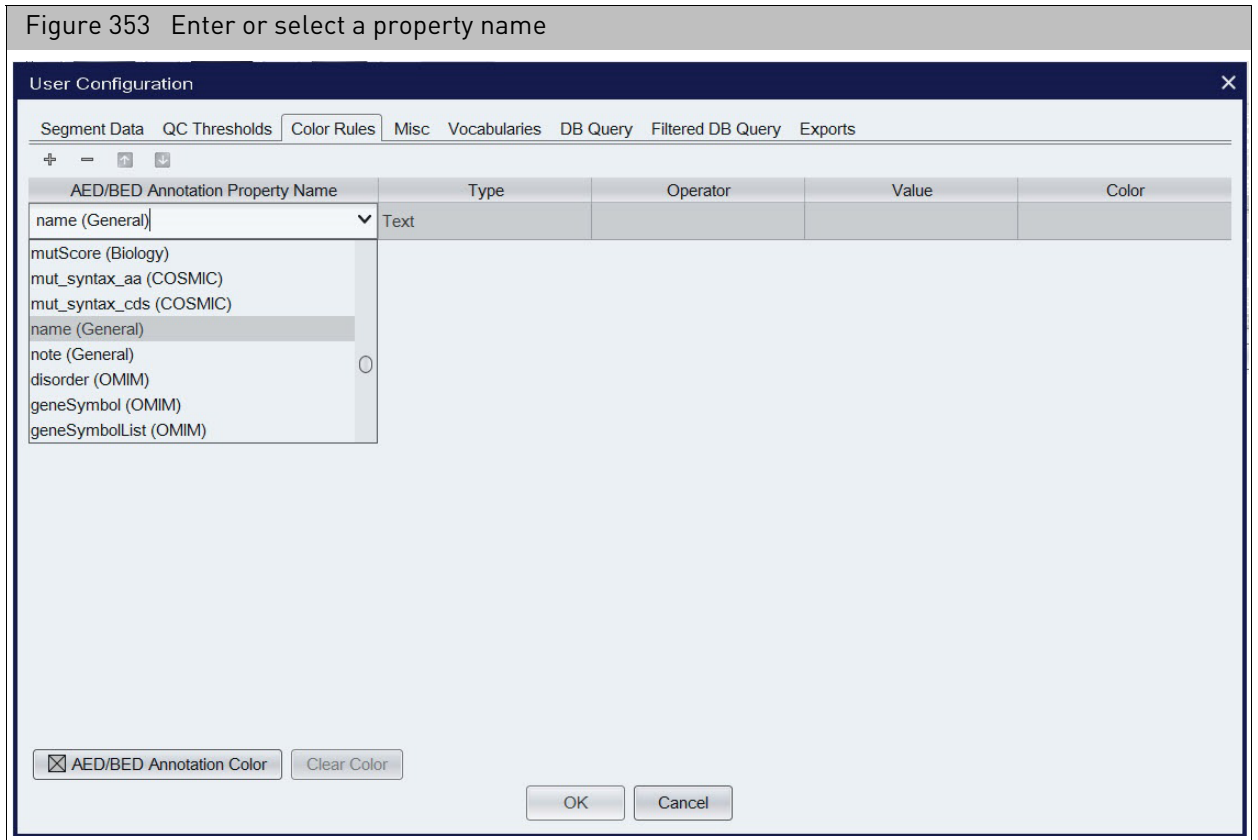 Figure 353 Enter or select a property name
User Configuration
Segment Data QC Thresholds Color Rules Misc Vocabularies DB Query Filtered DB Query Exports
AED/BED Annotation Property Name Type Operator Value Color
name (General) Text
mutScore (Biology)
mut_syntax_aa (COSMIC)
mut_syntax_cds (COSMIC)
name (General)
note (General)
disorder (OMIM)
geneSymbol (OMIM)
geneSymbolList (OMIM)
AED/BED Annotation Color Clear Color
OK Cancel